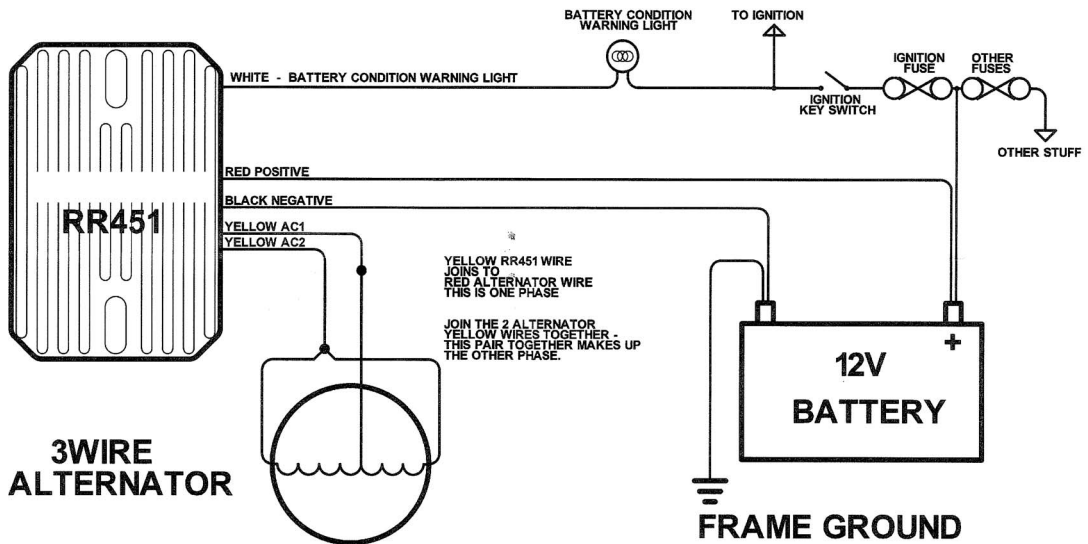 BATTERY CONDITION
WARNING LIGHT
TO IGNITION
IGNITION
FUSE
OTHER
FUSES
WHITE - BATTERY CONDITION WARNING LIGHT
IGNITION
KEY SWITCH
OTHER STUFF
RED POSITIVE
BLACK NEGATIVE
RR451
YELLOW AC1
YELLOW AC2
YELLOW RR451 WIRE
JOINS TO
RED ALTERNATOR WIRE
THIS IS ONE PHASE
JOIN THE 2 ALTERNATOR
YELLOW WIRES TOGETHER -
THIS PAIR TOGETHER MAKES UP
THE OTHER PHASE.
+
12V
BATTERY
3WIRE
ALTERNATOR
FRAME GROUND